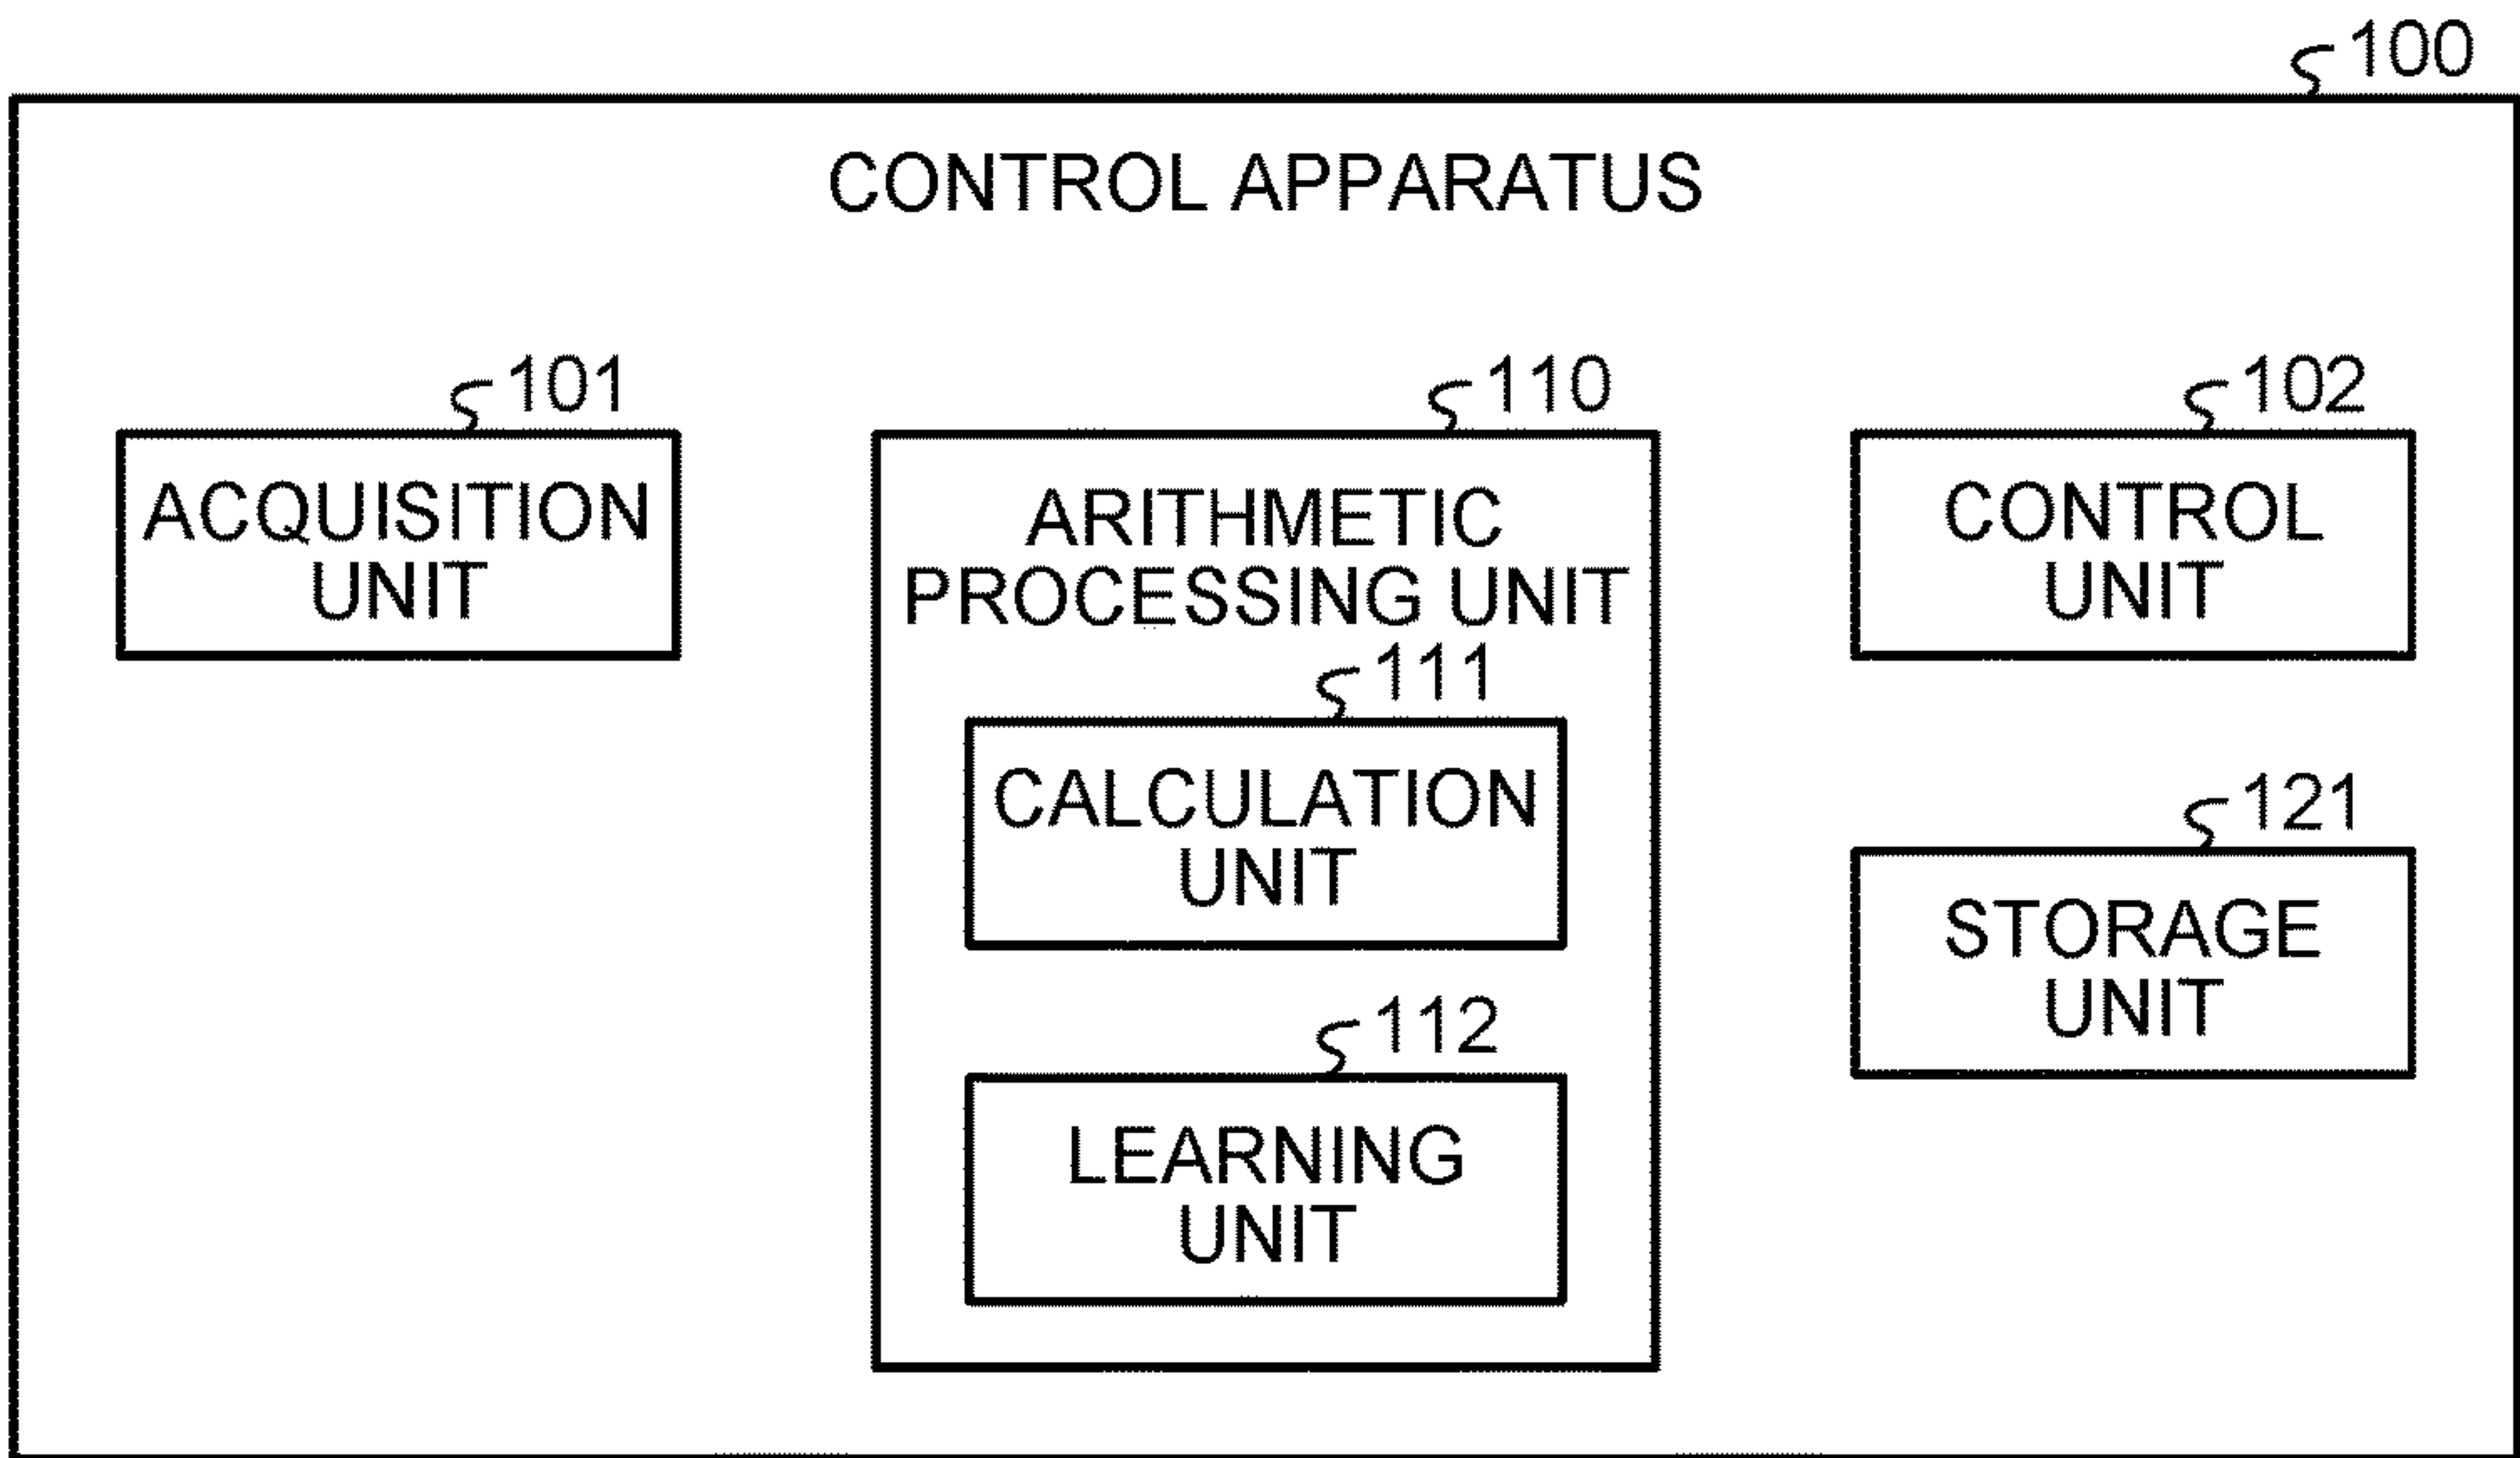 100
CONTROL APPARATUS
101
ACQUISITION
UNIT
110
ARITHMETIC
PROCESSING UNIT
111
CALCULATION
UNIT
112
LEARNING
UNIT
102
CONTROL
UNIT
121
STORAGE
UNIT